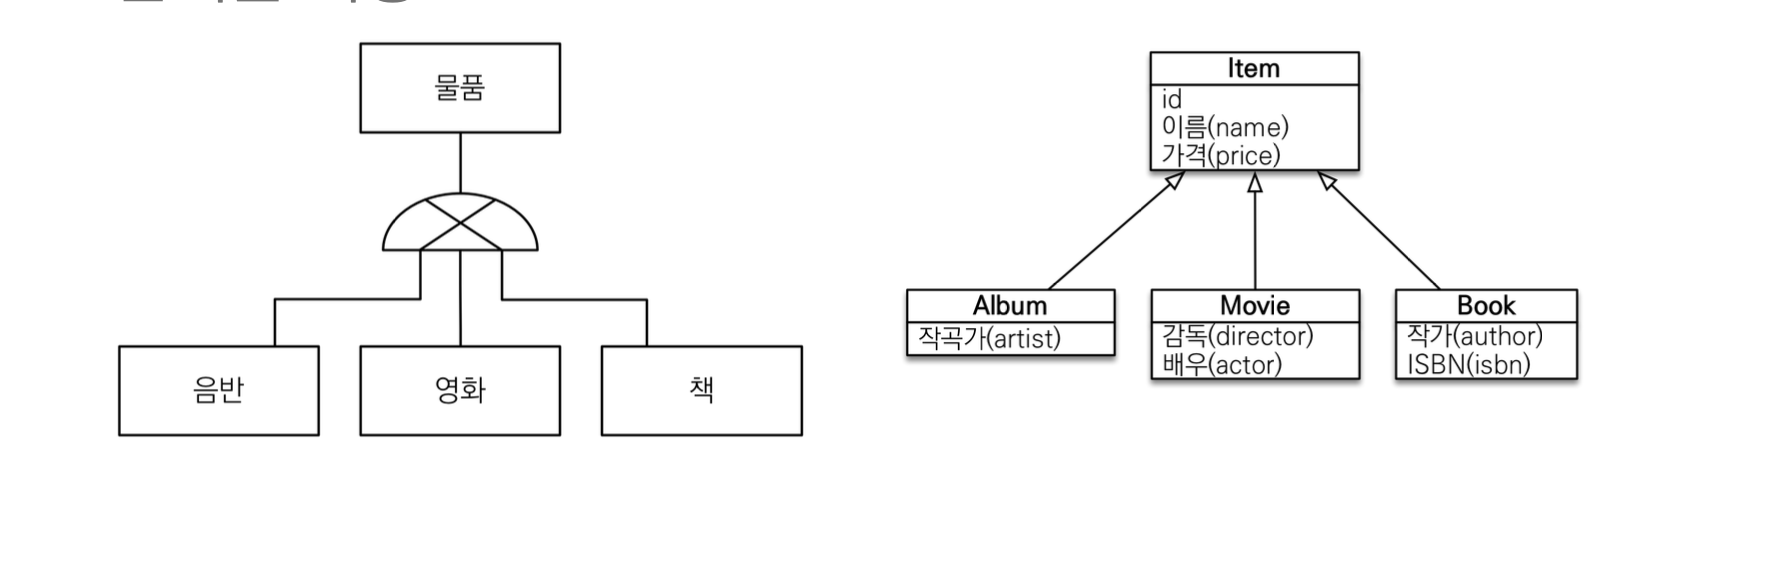 물품
음반
영화
책
Item
id
이름(name)
가격(price)
Album
작곡가(artist)
Movie
감독(director)
배우(actor)
Book
작가(author)
ISBN(isbn)